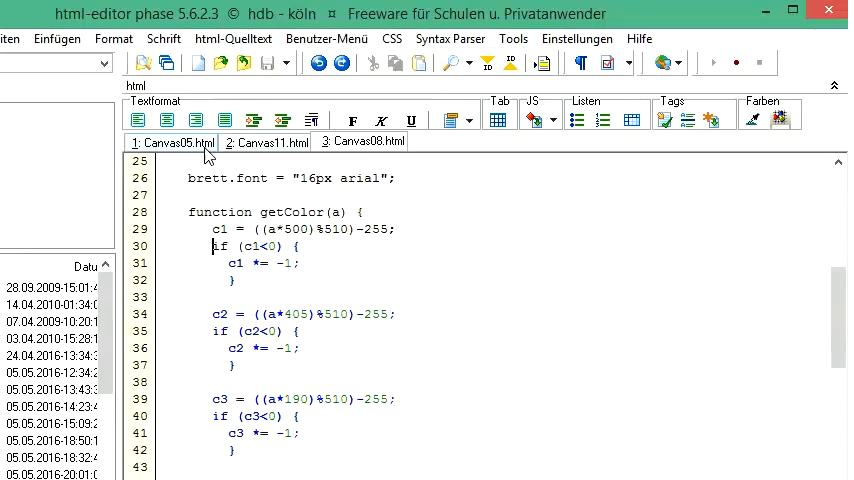 html-editor phase 5.6.2.3 © hdb - köln ¤ Freeware für Schulen u. Privatanwender
iten Einfügen Format Schrift html-Quelltext Benutzer-Menü CSS Syntax Parser Tools Einstellungen Hilfe
html
Textformat Tab JS Listen Tags Farben
F K U
1: Canvas05.html 2: Canvas11.html 3: Canvas08.html
25
26 brett.font = "16px arial";
27
28 function getColor(a) {
29 c1 = ((a*500)%510)-255;
30 if (c1<0) {
31 c1 *= -1;
32 }
33
34 c2 = ((a*405)%510)-255;
35 if (c2<0) {
36 c2 *= -1;
37 }
38
39 c3 = ((a*190)%510)-255;
40 if (c3<0) {
41 c3 *= -1;
42 }
43
Datu
28.09.2009-15:01:4
14.04.2010-01:34:0
07.04.2009-10:20:1
03.04.2010-15:28:1
24.04.2016-13:34:3
05.05.2016-12:34:2
05.05.2016-13:43:3
05.05.2016-14:23:4
05.05.2016-15:09:2
05.05.2016-18:50:1
05.05.2016-18:32:4
05.05.2016-20:01:0